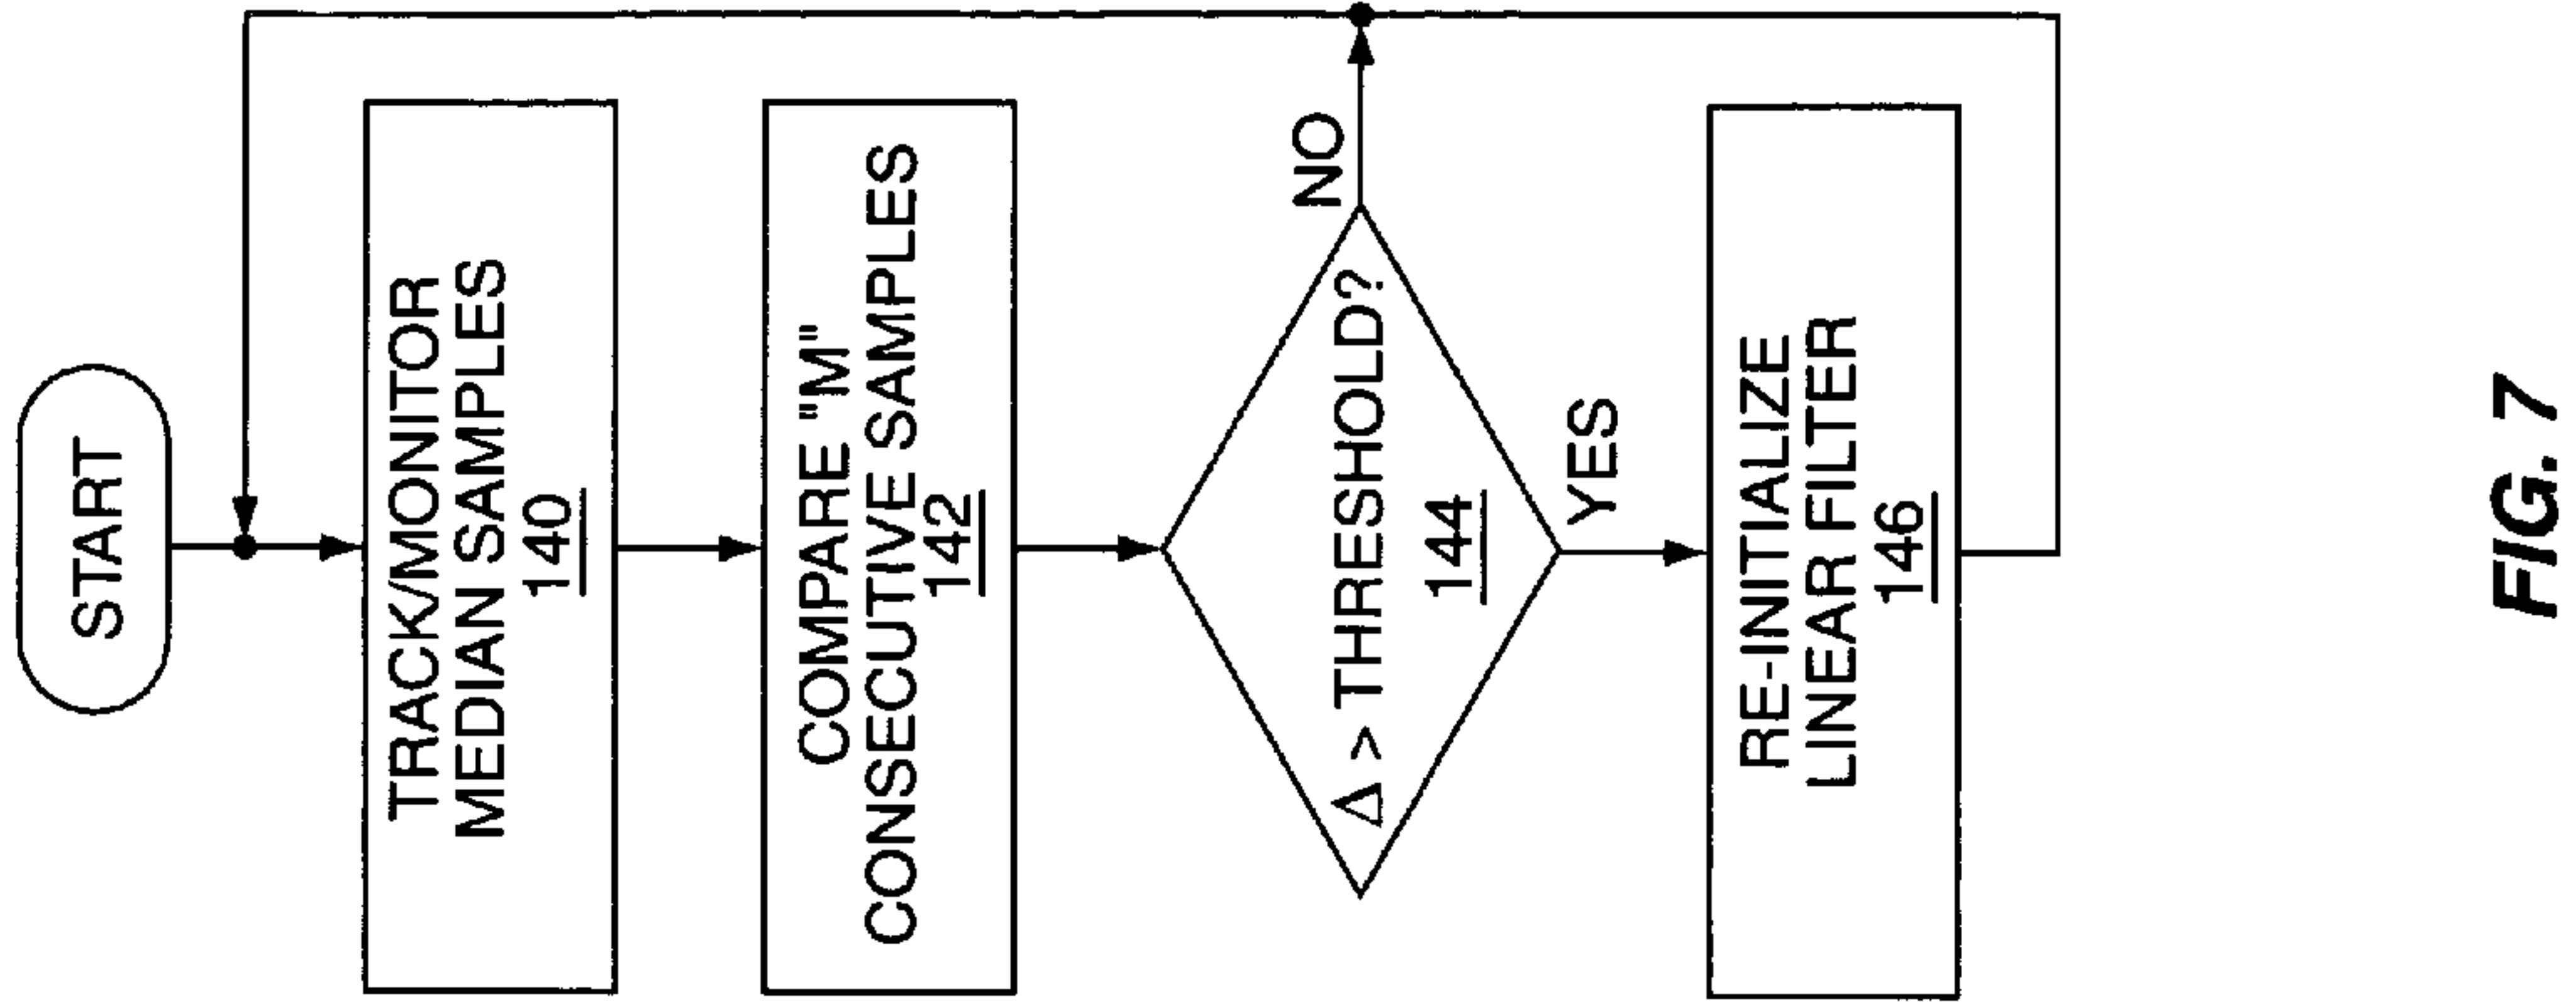 START
TRACK/MONITOR
MEDIAN SAMPLES
140
COMPARE "M"
CONSECUTIVE SAMPLES
142
Δ > THRESHOLD?
144
NO
YES
RE-INITIALIZE
LINEAR FILTER
146
FIG. 7